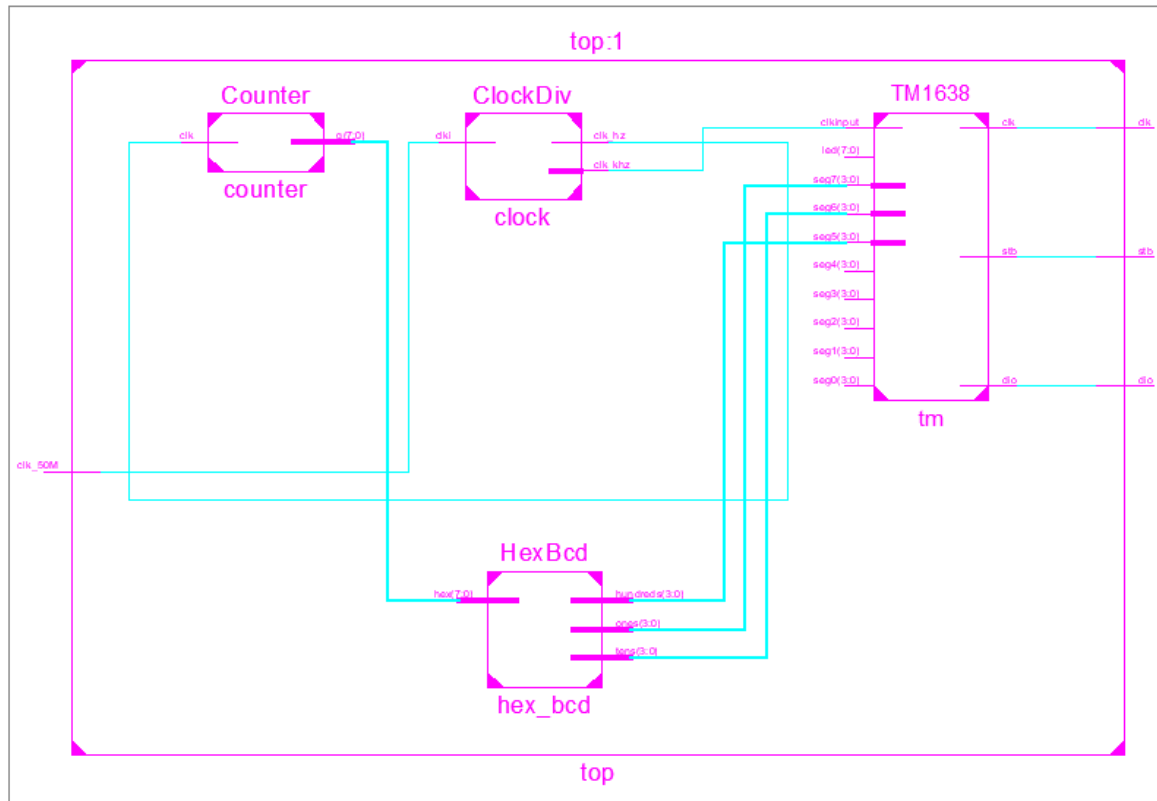 top:1
Counter
clk
q(7:0)
counter
ClockDiv
clki
clk_hz
clk_khz
clock
TM1638
clkinput
led(7:0)
seg7(3:0)
seg6(3:0)
seg5(3:0)
seg4(3:0)
seg3(3:0)
seg2(3:0)
seg1(3:0)
seg0(3:0)
clk
stb
dio
tm
clk
stb
dio
clk_50M
HexBcd
hex(7:0)
hundreds(3:0)
ones(3:0)
tens(3:0)
hex_bcd
top